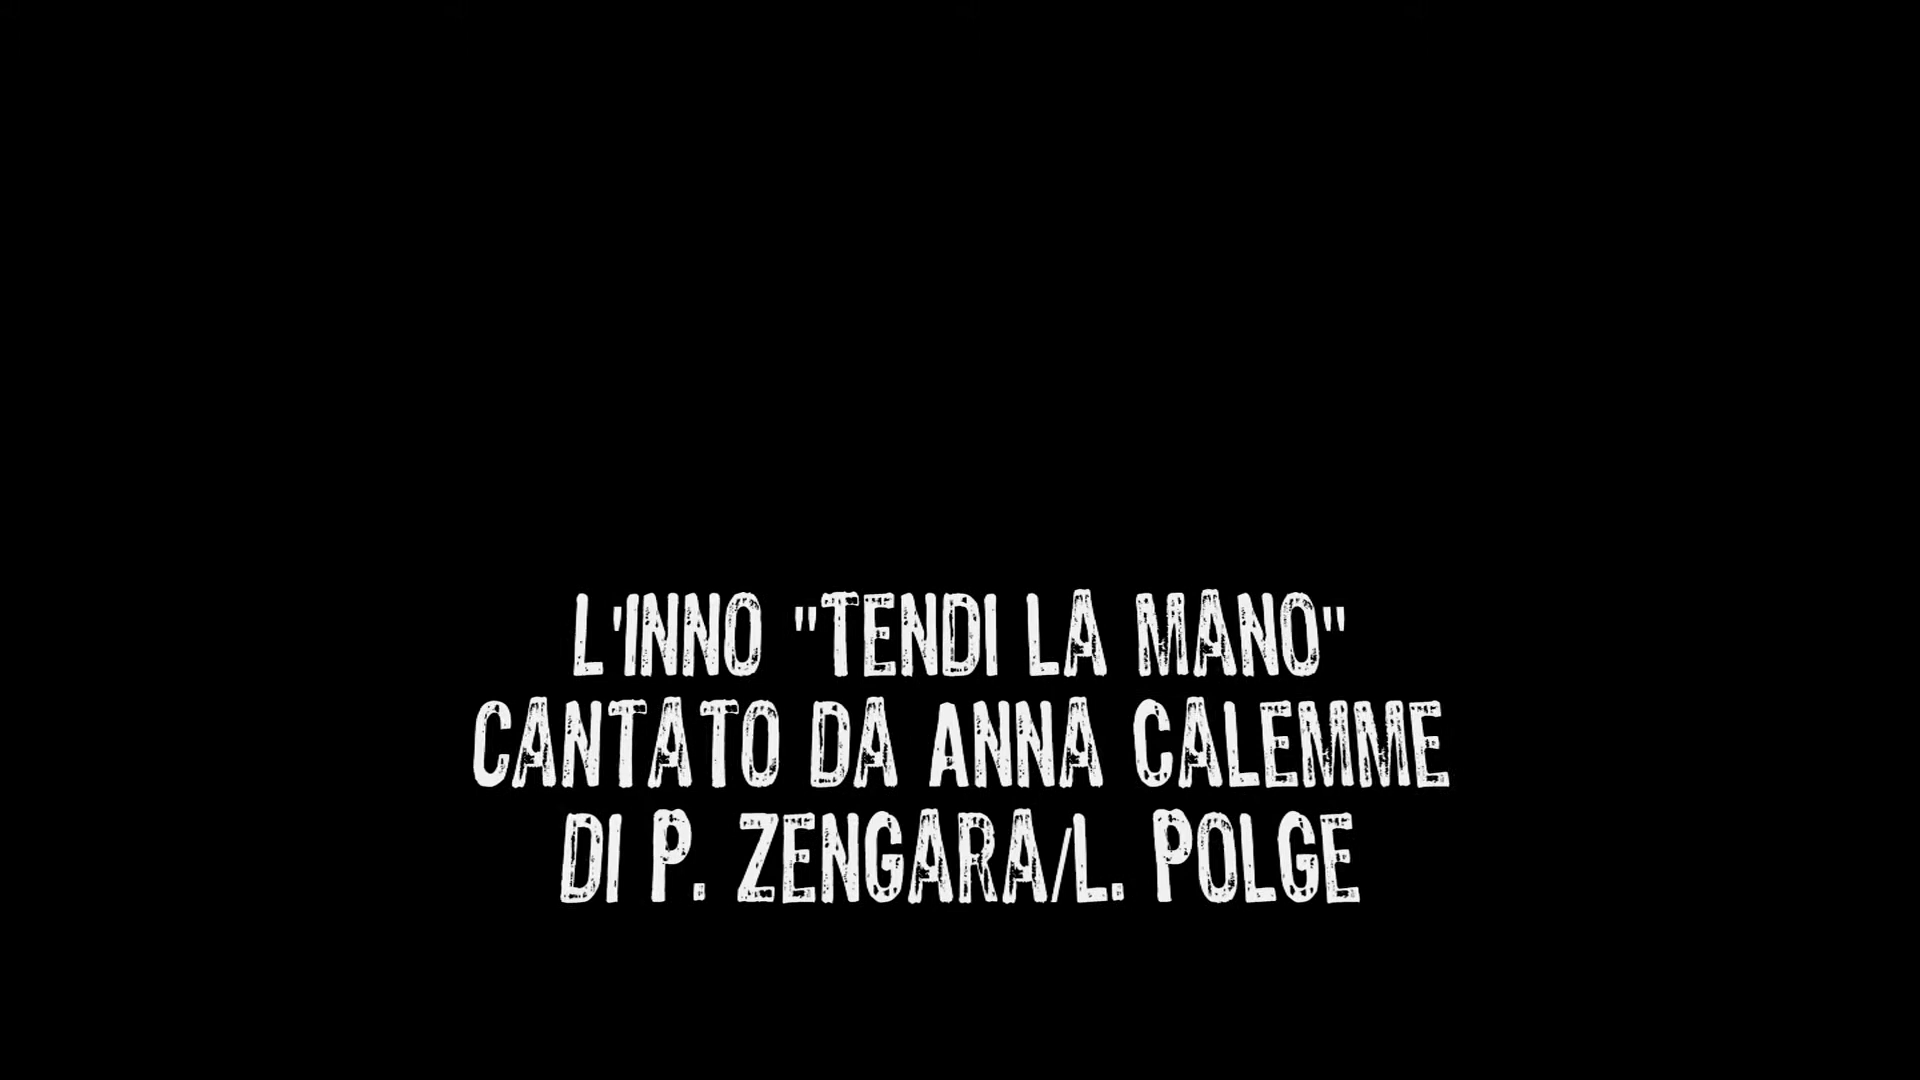 L'INNO "TENDI LA MANO"
CANTATO DA ANNA CALEMME
DI P. ZENGARA/L. POLGE